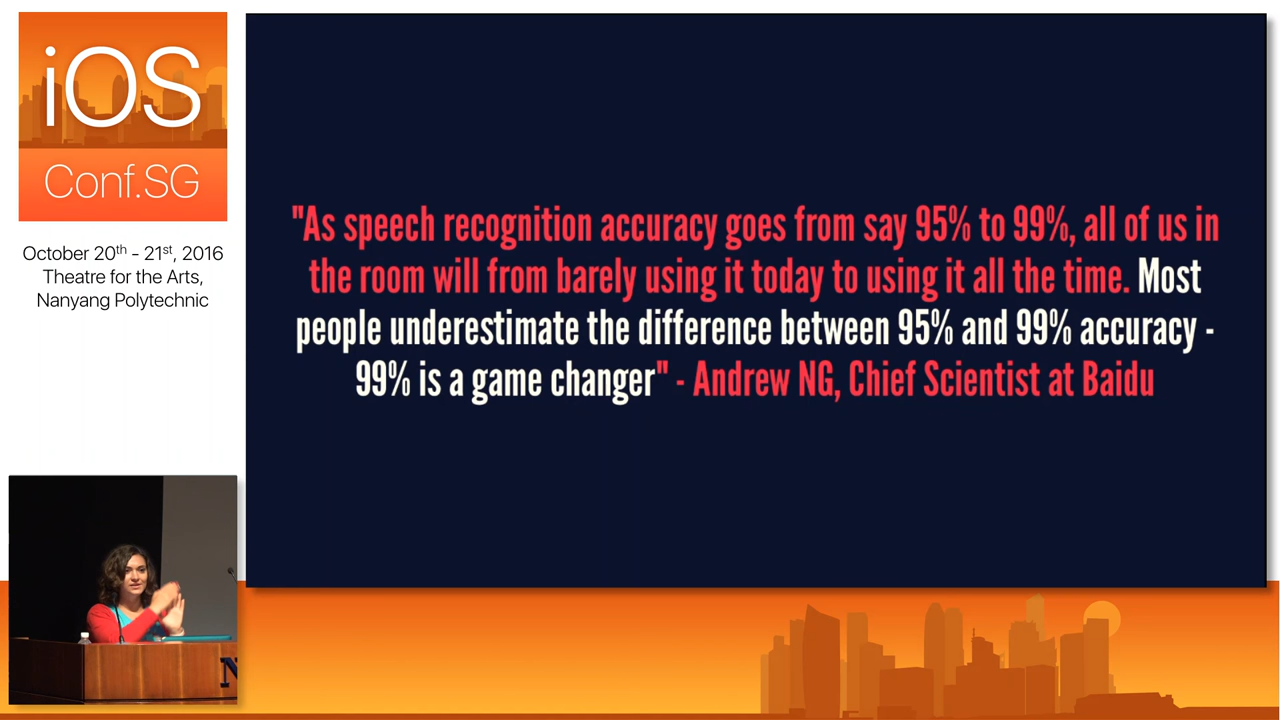 iOS
Conf.SG
October 20th - 21st, 2016
Theatre for the Arts,
Nanyang Polytechnic
"As speech recognition accuracy goes from say 95% to 99%, all of us in
the room will from barely using it today to using it all the time. Most
people underestimate the difference between 95% and 99% accuracy -
99% is a game changer" - Andrew NG, Chief Scientist at Baidu
N